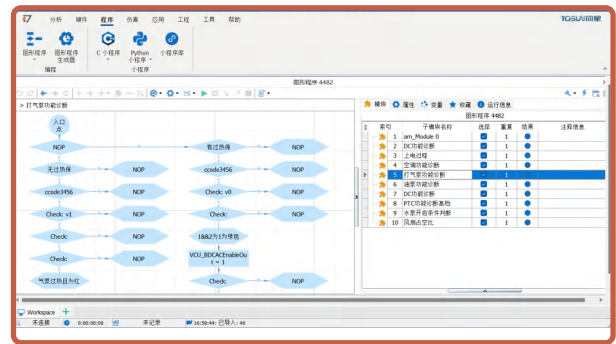 分析 硬件 程序 仿真 应用 工程 工具 帮助
TOSUN同星
图形程序 图形程序生成器 C 小程序 Python 小程序 小程序库
编程 小程序
图形程序 4482
> 打气泵功能诊断
模块 属性 变量 收藏 运行信息
图形程序 4482
索引 子模块名称 选择 重复 结果 注释信息
1 am_Module 0 1
2 DC功能诊断 1
3 上电过程 1
4 空调功能诊断 1
5 打气泵功能诊断 1
6 油泵功能诊断 1
7 DC功能诊断 1
8 PTC功能诊断高档 1
9 水泵开启条件判断 1
10 风扇占空比 1
入口点
NOP 有过热保 NOP
无过热保 NOP ccode3456 NOP
ccode3456 NOP Check: v0 NOP
Check: v1 NOP Check: NOP
Check: NOP 1&&2为1为绿色
Check: NOP VCU_BDCACEnableOut = 1
气泵过热且为红 Check: NOP
Workspace
未连接 0:00:00:00 未记录 16:59:44: 已导入: 46